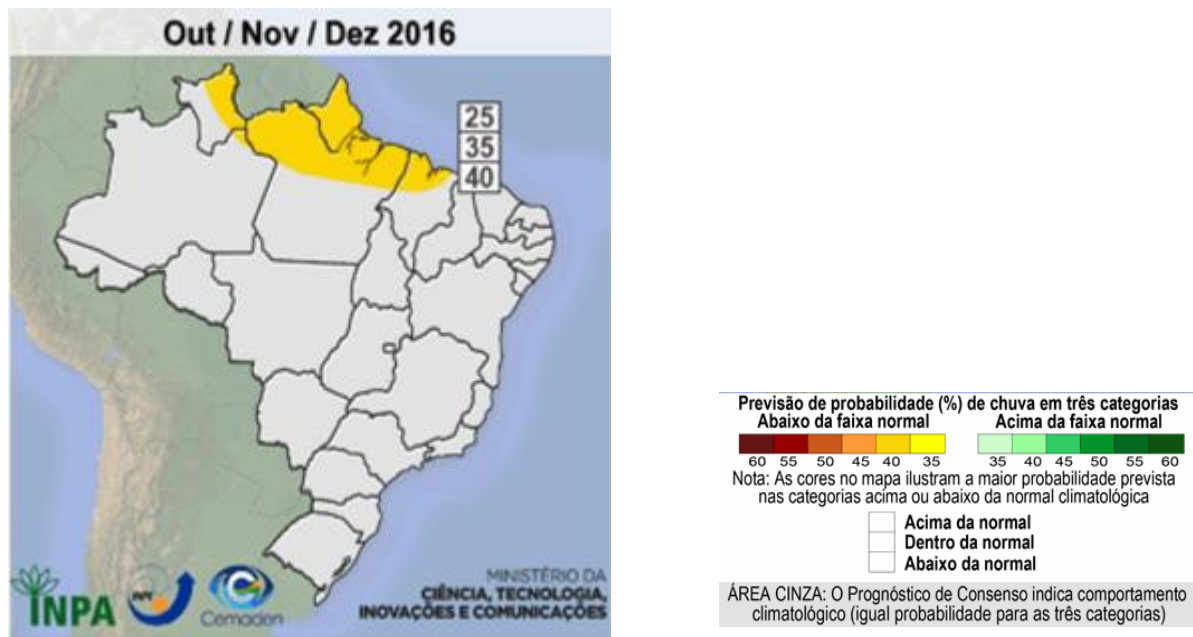 Out / Nov / Dez 2016
25
35
40
INPA
Cemaden
MINISTÉRIO DA
CIÊNCIA, TECNOLOGIA,
INOVAÇÕES E COMUNICAÇÕES
Previsão de probabilidade (%) de chuva em três categorias
Abaixo da faixa normal Acima da faixa normal
60 55 50 45 40 35 35 40 45 50 55 60
Nota: As cores no mapa ilustram a maior probabilidade prevista
nas categorias acima ou abaixo da normal climatológica
Acima da normal
Dentro da normal
Abaixo da normal
ÁREA CINZA: O Prognóstico de Consenso indica comportamento
climatológico (igual probabilidade para as três categorias)